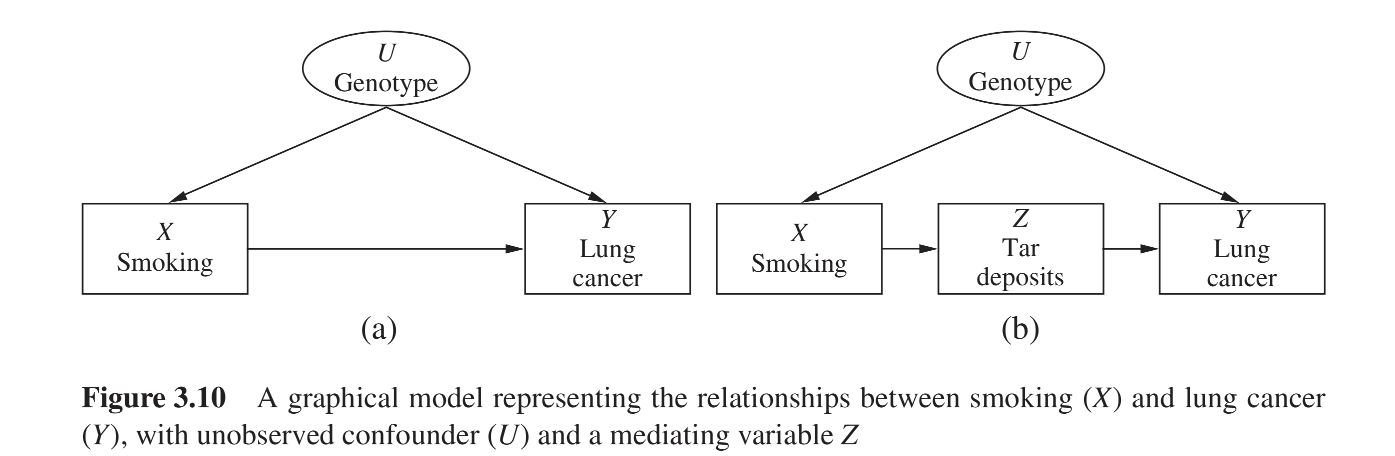 U
Genotype
X
Smoking
Y
Lung
cancer
(a)
U
Genotype
X
Smoking
Z
Tar
deposits
Y
Lung
cancer
(b)
Figure 3.10 A graphical model representing the relationships between smoking (X) and lung cancer
(Y), with unobserved confounder (U) and a mediating variable Z